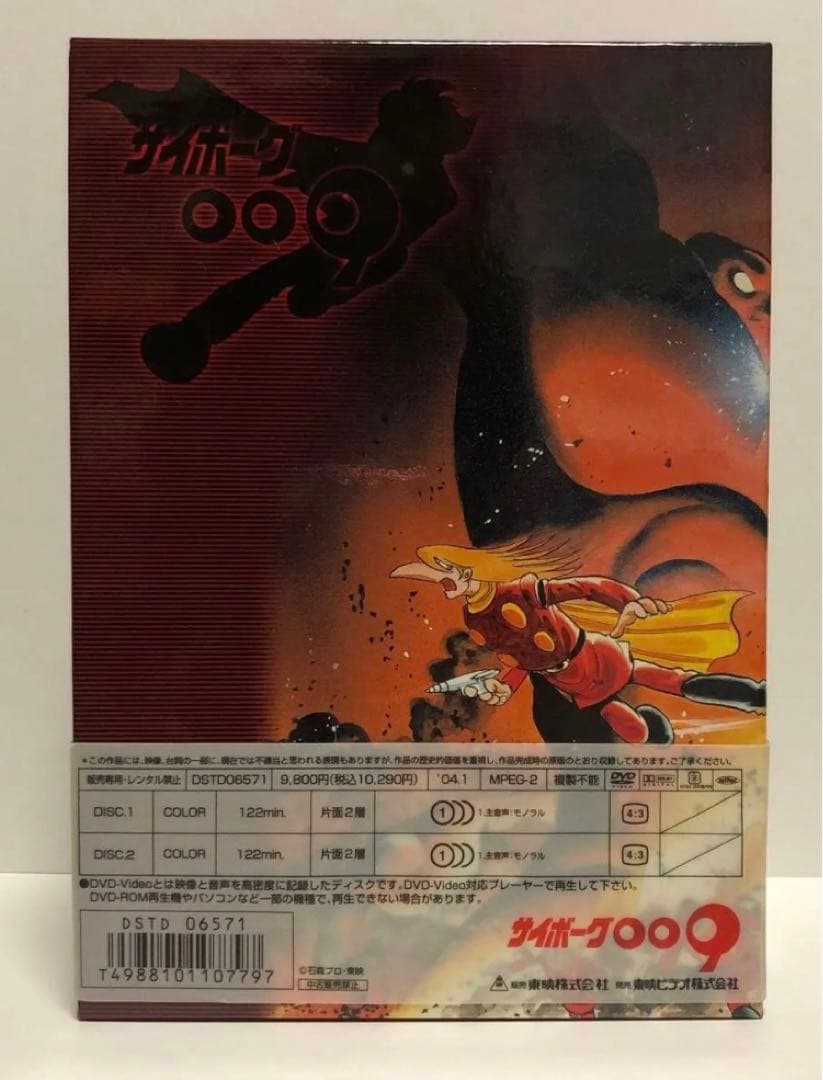 サイボーグ
009
＊この作品には、映像、台詞の一部に、現在では不適当と思われる表現もありますが、作品の歴史的価値を重視し、作品完成時の原版のとおり収録してあります。ご了承ください。
販売専用・レンタル禁止 DSTD06571 9,800円(税込10,290円) '04.1 MPEG-2 複製不能 DVD VIDEO
DISC.1 COLOR 122min. 片面2層 1 1.主音声:モノラル 4:3
DISC.2 COLOR 122min. 片面2層 1 1.主音声:モノラル 4:3
●DVD-Videoとは映像と音声を高密度に記録したディスクです。DVD-Video対応プレーヤーで再生して下さい。
DVD-ROM再生機やパソコンなど一部の機種で、再生できない場合があります。
DSTD 06571
T4988101107797
©石森プロ・東映
中古販売禁止
サイボーグ009
販売 東映株式会社 発売 東映ビデオ株式会社